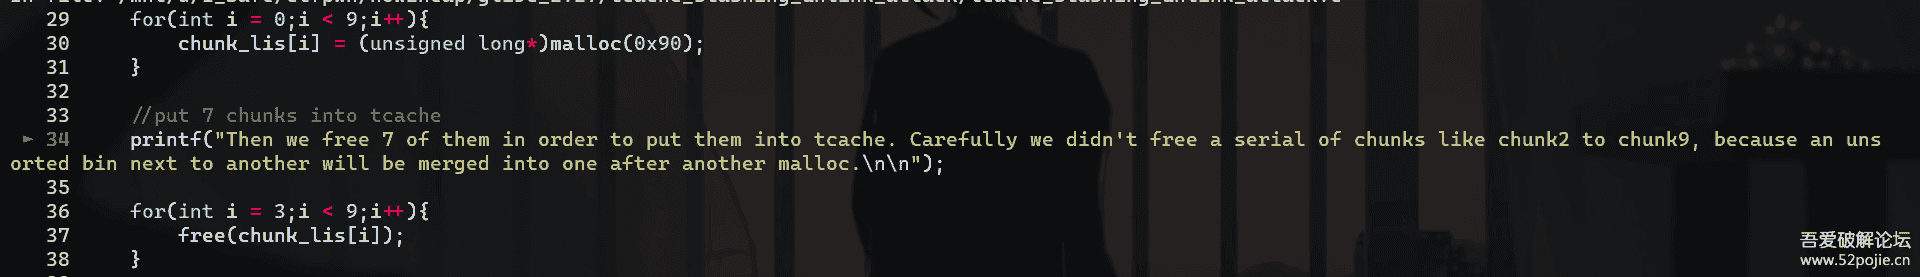 29     for(int i = 0;i < 9;i++){
30         chunk_lis[i] = (unsigned long*)malloc(0x90);
31     }
32
33     //put 7 chunks into tcache
► 34     printf("Then we free 7 of them in order to put them into tcache. Carefully we didn't free a serial of chunks like chunk2 to chunk9, because an uns
orted bin next to another will be merged into one after another malloc.\n\n");
35
36     for(int i = 3;i < 9;i++){
37         free(chunk_lis[i]);
38     }
吾爱破解论坛
www.52pojie.cn